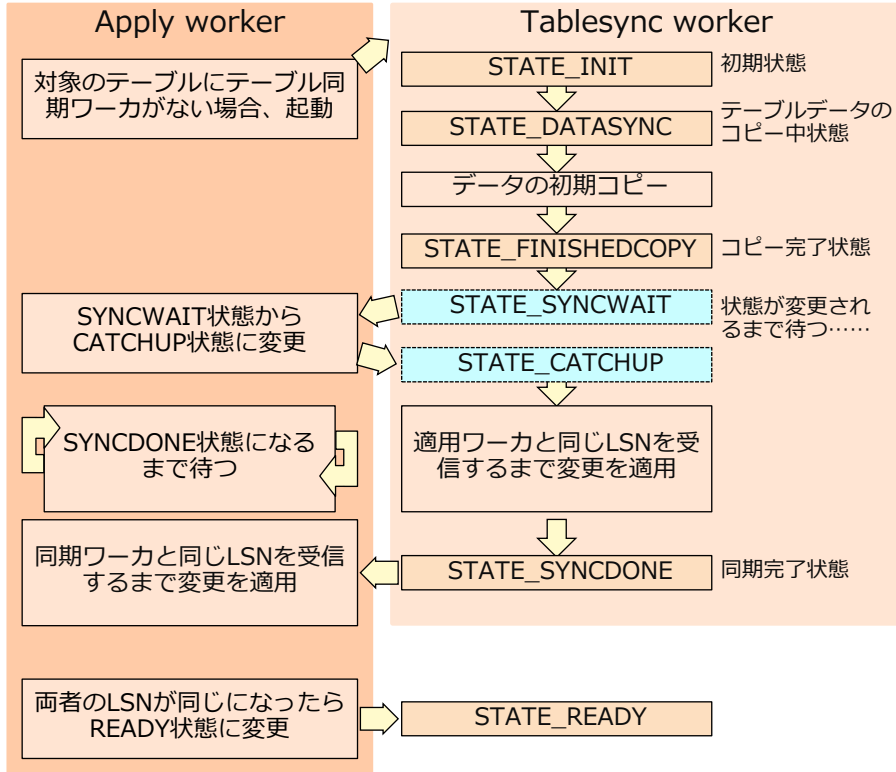 Apply worker
対象のテーブルにテーブル同
期ワーカがない場合、起動
SYNCWAIT状態から
CATCHUP状態に変更
SYNCDONE状態になる
まで待つ
同期ワーカと同じLSNを受信
するまで変更を適用
両者のLSNが同じになったら
READY状態に変更
Tablesync worker
STATE_INIT
初期状態
STATE_DATASYNC
テーブルデータの
コピー中状態
データの初期コピー
STATE_FINISHEDCOPY
コピー完了状態
STATE_SYNCWAIT
状態が変更され
るまで待つ……
STATE_CATCHUP
適用ワーカと同じLSNを受
信するまで変更を適用
STATE_SYNCDONE
同期完了状態
STATE_READY